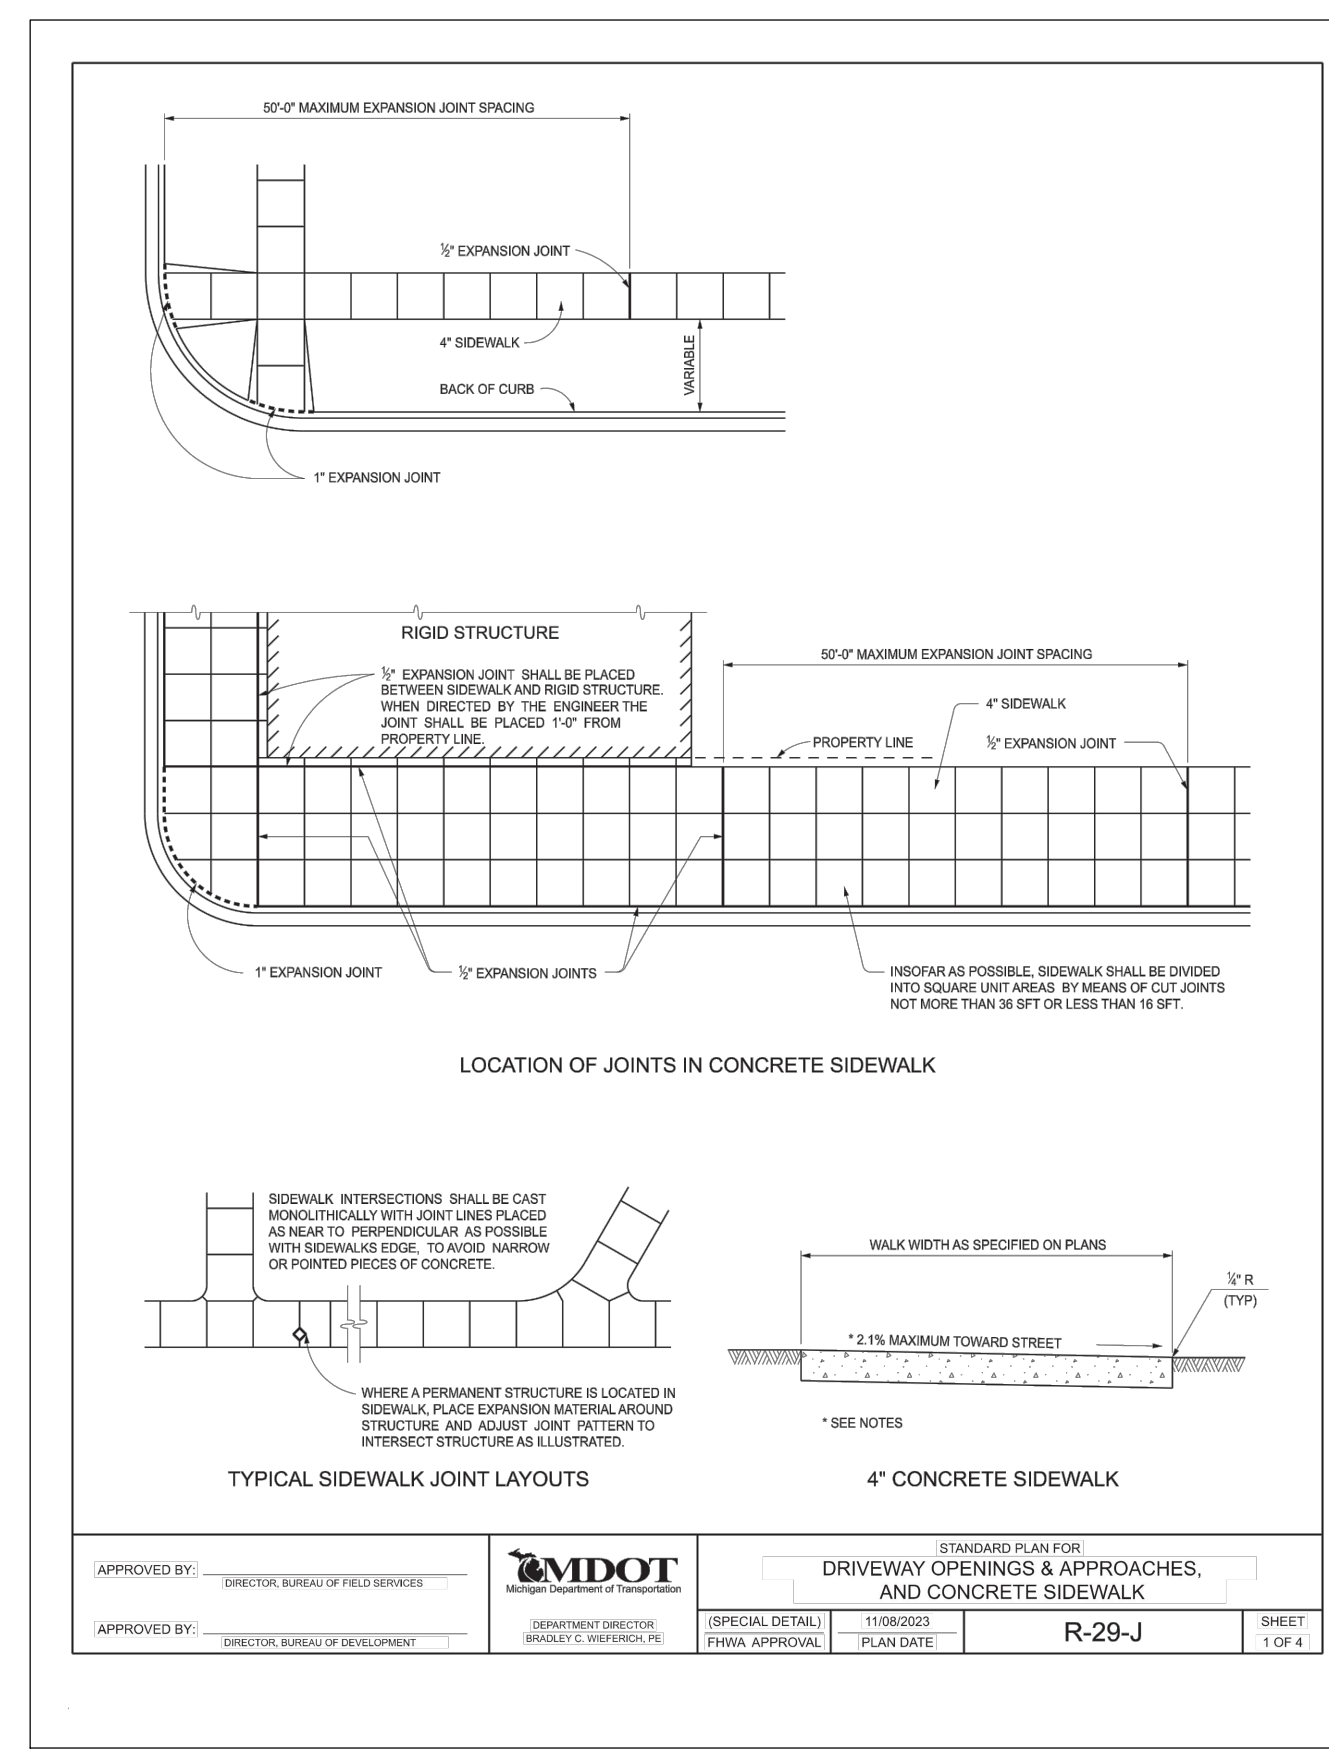 50'-0" MAXIMUM EXPANSION JOINT SPACING
½" EXPANSION JOINT
4" SIDEWALK
VARIABLE
BACK OF CURB
1" EXPANSION JOINT
RIGID STRUCTURE
½" EXPANSION JOINT SHALL BE PLACED
BETWEEN SIDEWALK AND RIGID STRUCTURE.
WHEN DIRECTED BY THE ENGINEER THE
JOINT SHALL BE PLACED 1'-0" FROM
PROPERTY LINE.
50'-0" MAXIMUM EXPANSION JOINT SPACING
4" SIDEWALK
PROPERTY LINE
½" EXPANSION JOINT
1" EXPANSION JOINT
½" EXPANSION JOINTS
INSOFAR AS POSSIBLE, SIDEWALK SHALL BE DIVIDED
INTO SQUARE UNIT AREAS BY MEANS OF CUT JOINTS
NOT MORE THAN 36 SFT OR LESS THAN 16 SFT.
LOCATION OF JOINTS IN CONCRETE SIDEWALK
SIDEWALK INTERSECTIONS SHALL BE CAST
MONOLITHICALLY WITH JOINT LINES PLACED
AS NEAR TO PERPENDICULAR AS POSSIBLE
WITH SIDEWALKS EDGE, TO AVOID NARROW
OR POINTED PIECES OF CONCRETE.
WHERE A PERMANENT STRUCTURE IS LOCATED IN
SIDEWALK, PLACE EXPANSION MATERIAL AROUND
STRUCTURE AND ADJUST JOINT PATTERN TO
INTERSECT STRUCTURE AS ILLUSTRATED.
TYPICAL SIDEWALK JOINT LAYOUTS
WALK WIDTH AS SPECIFIED ON PLANS
¼" R
(TYP)
* 2.1% MAXIMUM TOWARD STREET
* SEE NOTES
4" CONCRETE SIDEWALK
APPROVED BY:
DIRECTOR, BUREAU OF FIELD SERVICES
APPROVED BY:
DIRECTOR, BUREAU OF DEVELOPMENT
MDOT
Michigan Department of Transportation
DEPARTMENT DIRECTOR
BRADLEY C. WIEFERICH, PE
STANDARD PLAN FOR
DRIVEWAY OPENINGS & APPROACHES,
AND CONCRETE SIDEWALK
(SPECIAL DETAIL)
FHWA APPROVAL
11/08/2023
PLAN DATE
R-29-J
SHEET
1 OF 4